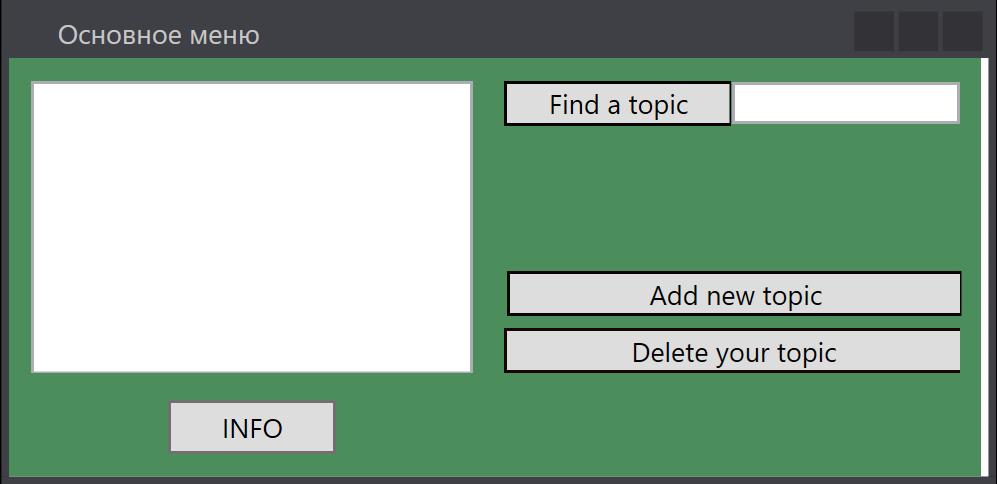 Основное меню
Find a topic
Add new topic
Delete your topic
INFO